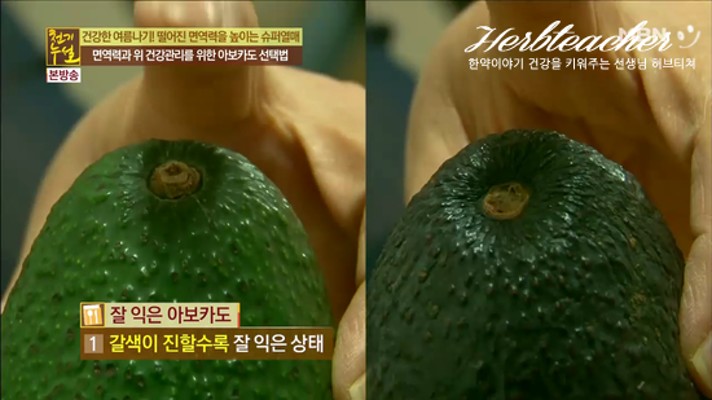 천기누설
건강한 여름나기! 떨어진 면역력을 높이는 슈퍼열매
면역력과 위 건강관리를 위한 아보카도 선택법
본방송
Herbteacher
MBN
한약이야기 건강을 키워주는 선생님 허브티쳐
잘 익은 아보카도
1 갈색이 진할수록 잘 익은 상태